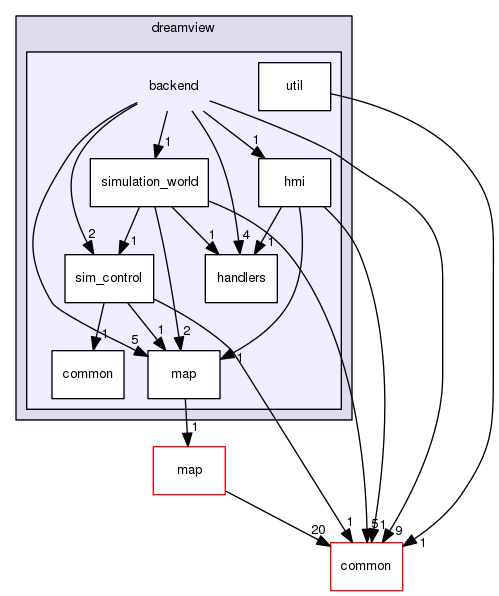 dreamview
backend
util
1
1
simulation_world
hmi
2
1
1
4
1
sim_control
handlers
1
5
1
2
1
common
map
1
map
20
1
5
1
9
1
common